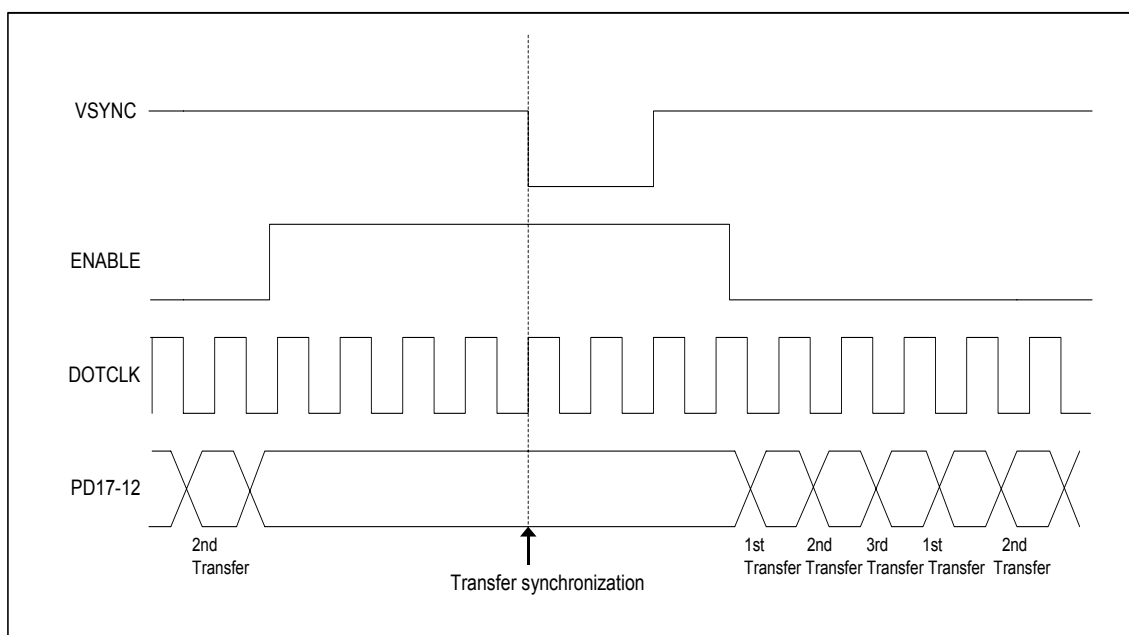 VSYNC
ENABLE
DOTCLK
PD17-12
2nd
Transfer
1st
Transfer
2nd
Transfer
3rd
Transfer
1st
Transfer
2nd
Transfer
Transfer synchronization